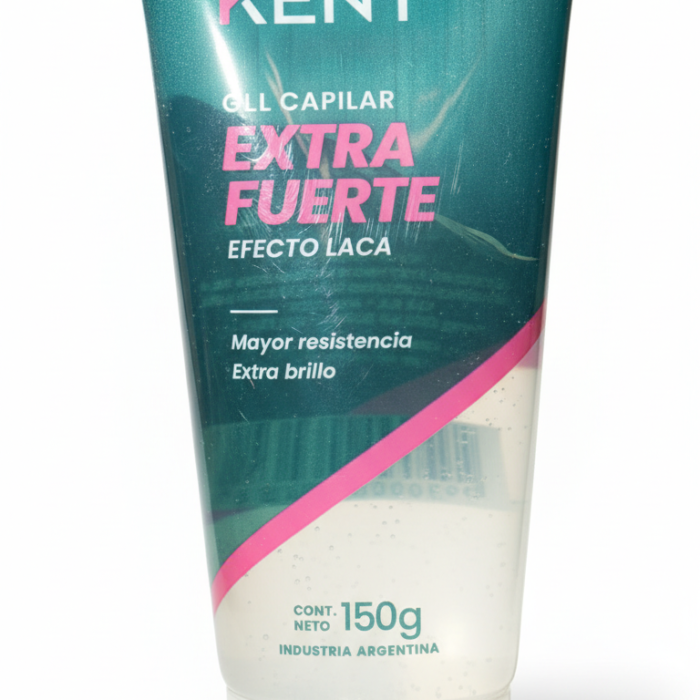 KENT
GEL CAPILAR
EXTRA
FUERTE
EFECTO LACA
Mayor resistencia
Extra brillo
CONT. NETO 150g
INDUSTRIA ARGENTINA